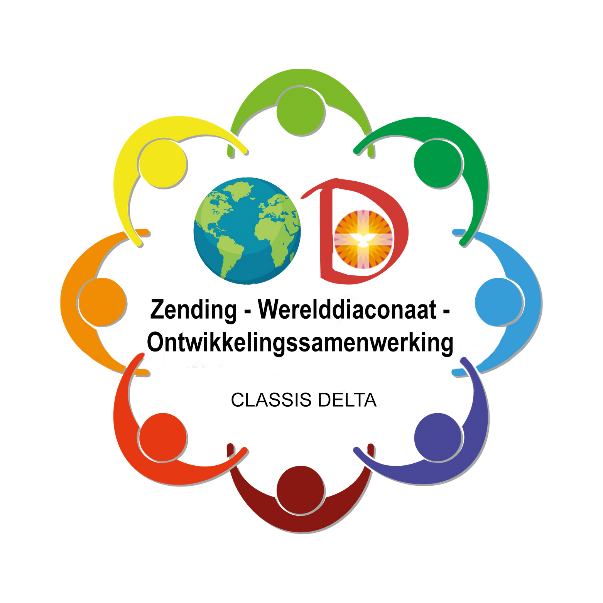 D
Zending - Werelddiaconaat -
Ontwikkelingssamenwerking
CLASSIS DELTA